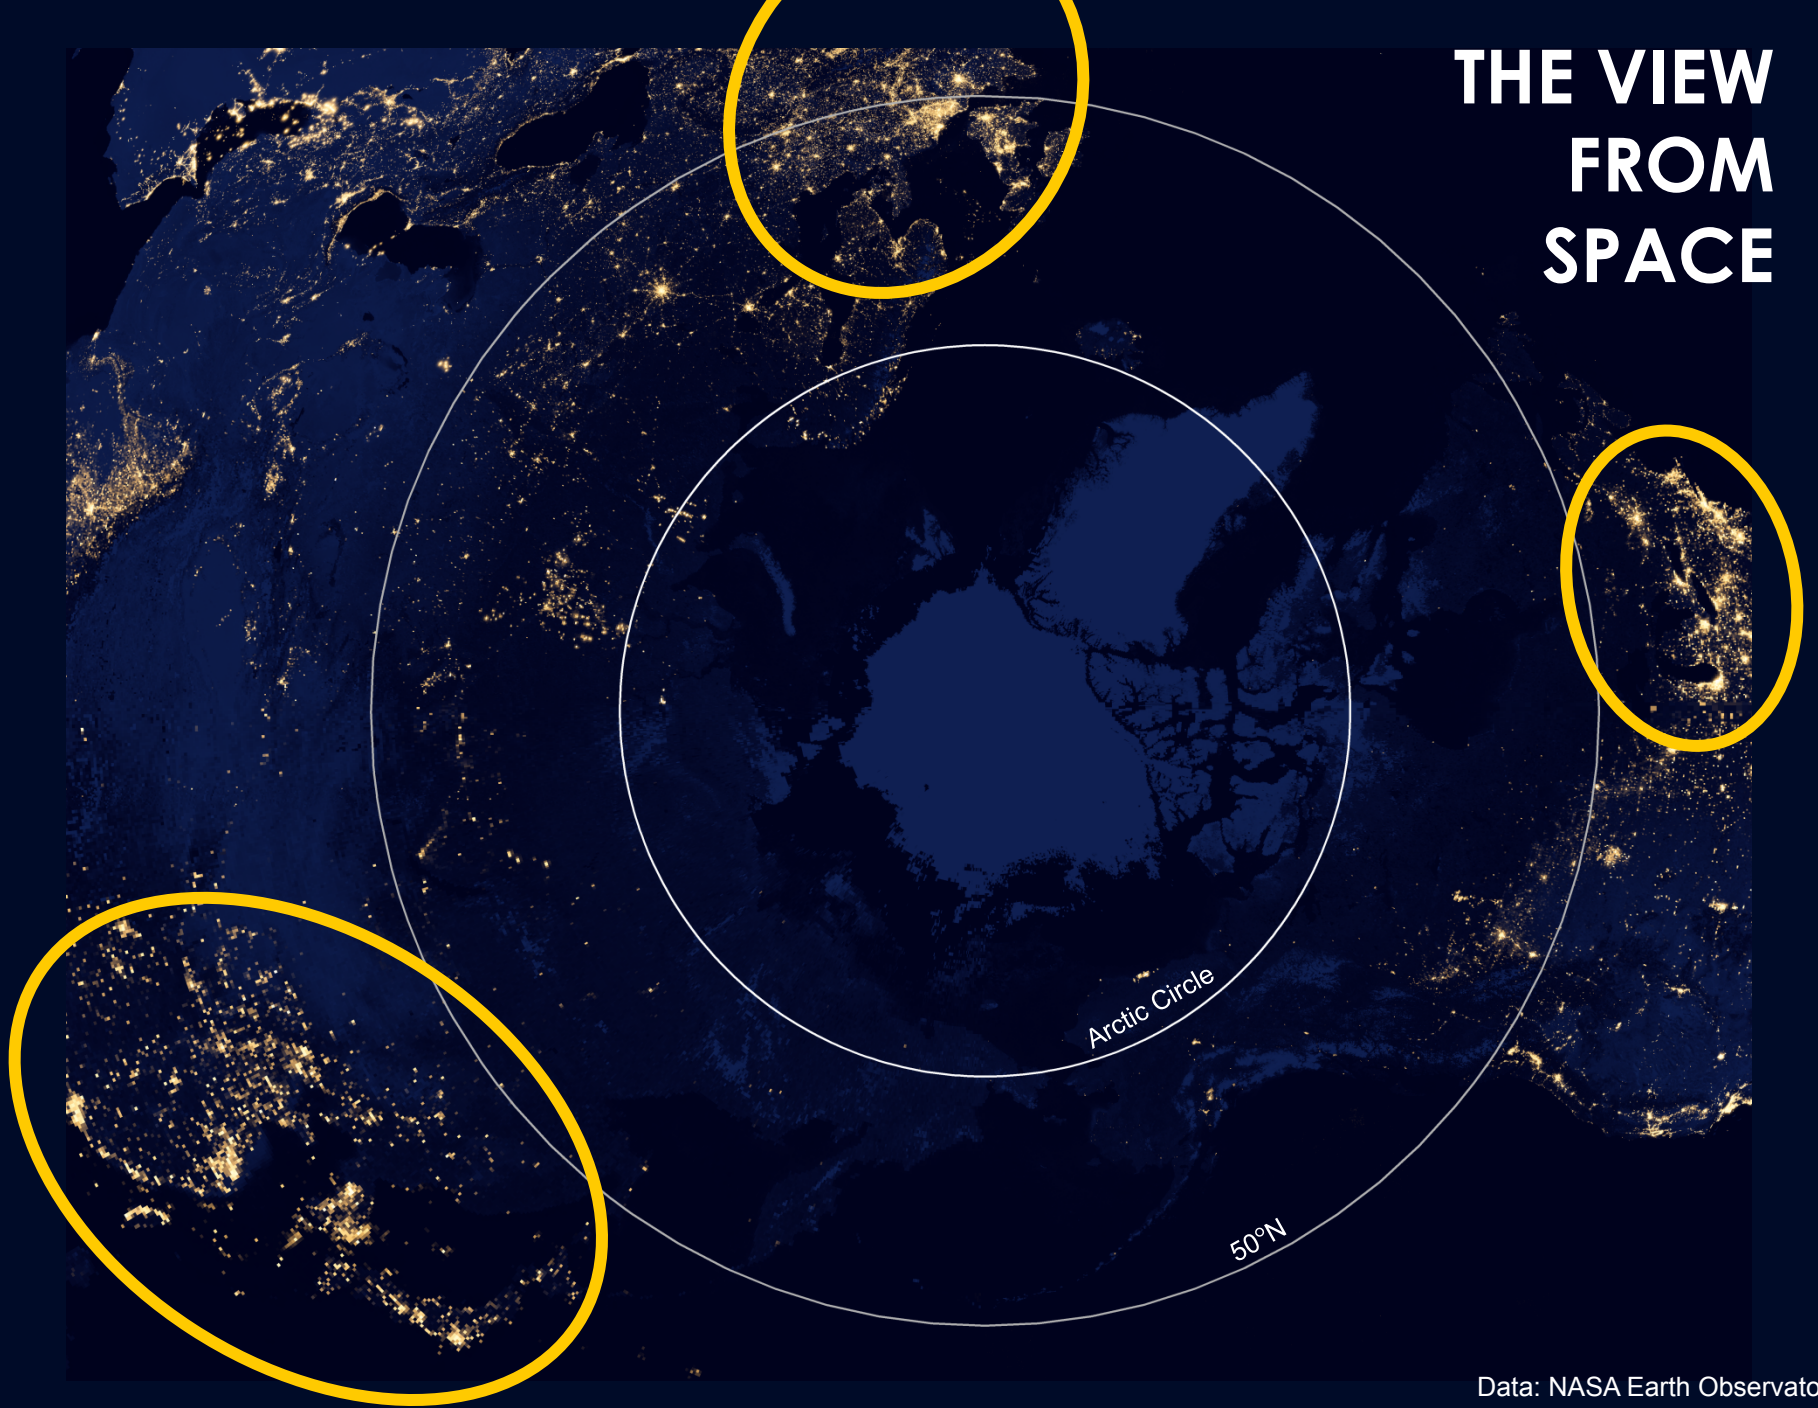 THE VIEW
FROM
SPACE
Arctic Circle
50°N
Data: NASA Earth Observato